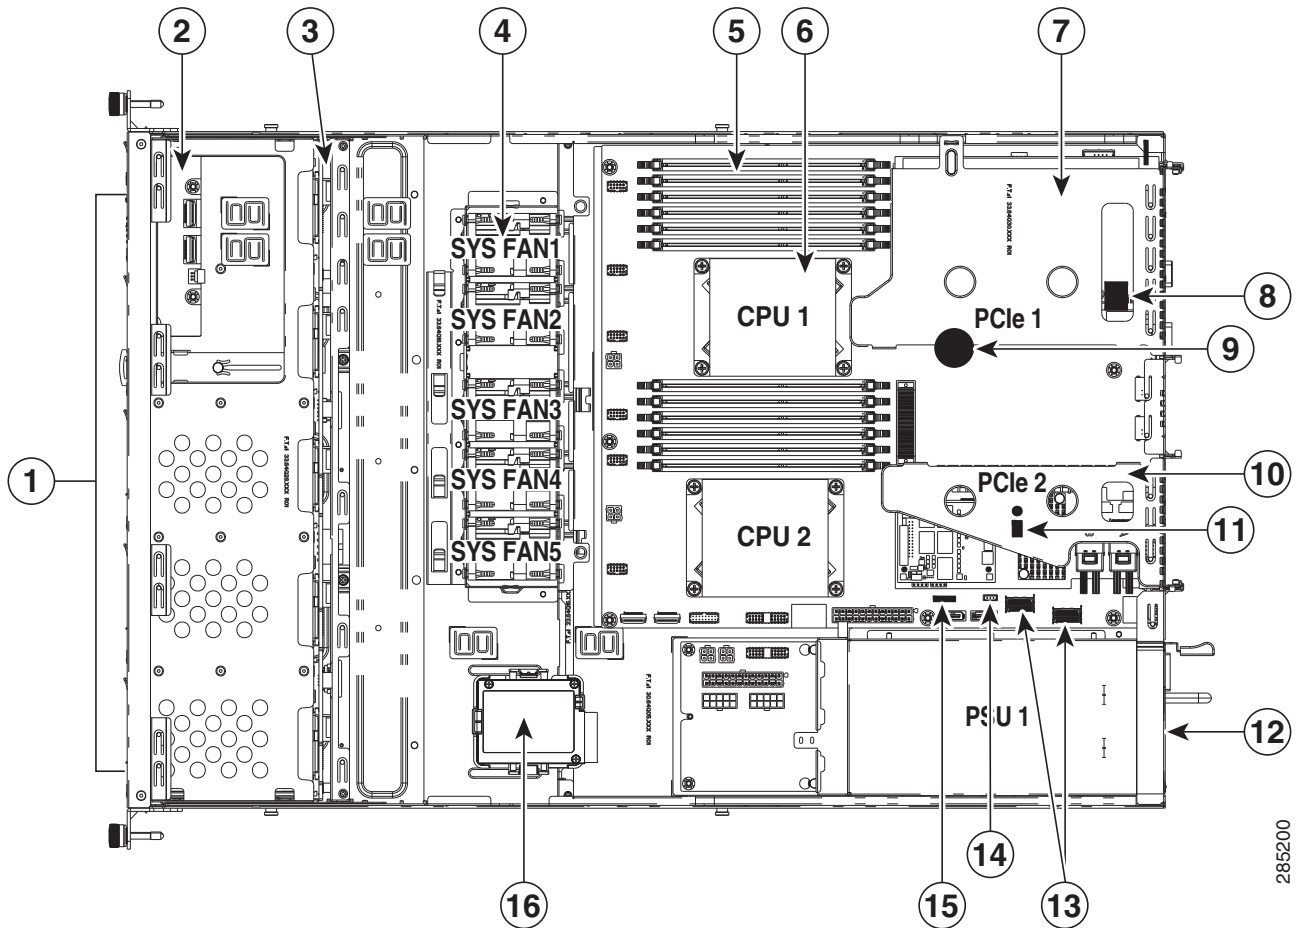 2
3
4
5
6
7
SYS FAN1
SYS FAN2
SYS FAN3
SYS FAN4
SYS FAN5
CPU 1
PCIe 1
8
9
1
PCIe 2
10
CPU 2
11
PSU 1
12
14
16
15
13
285200